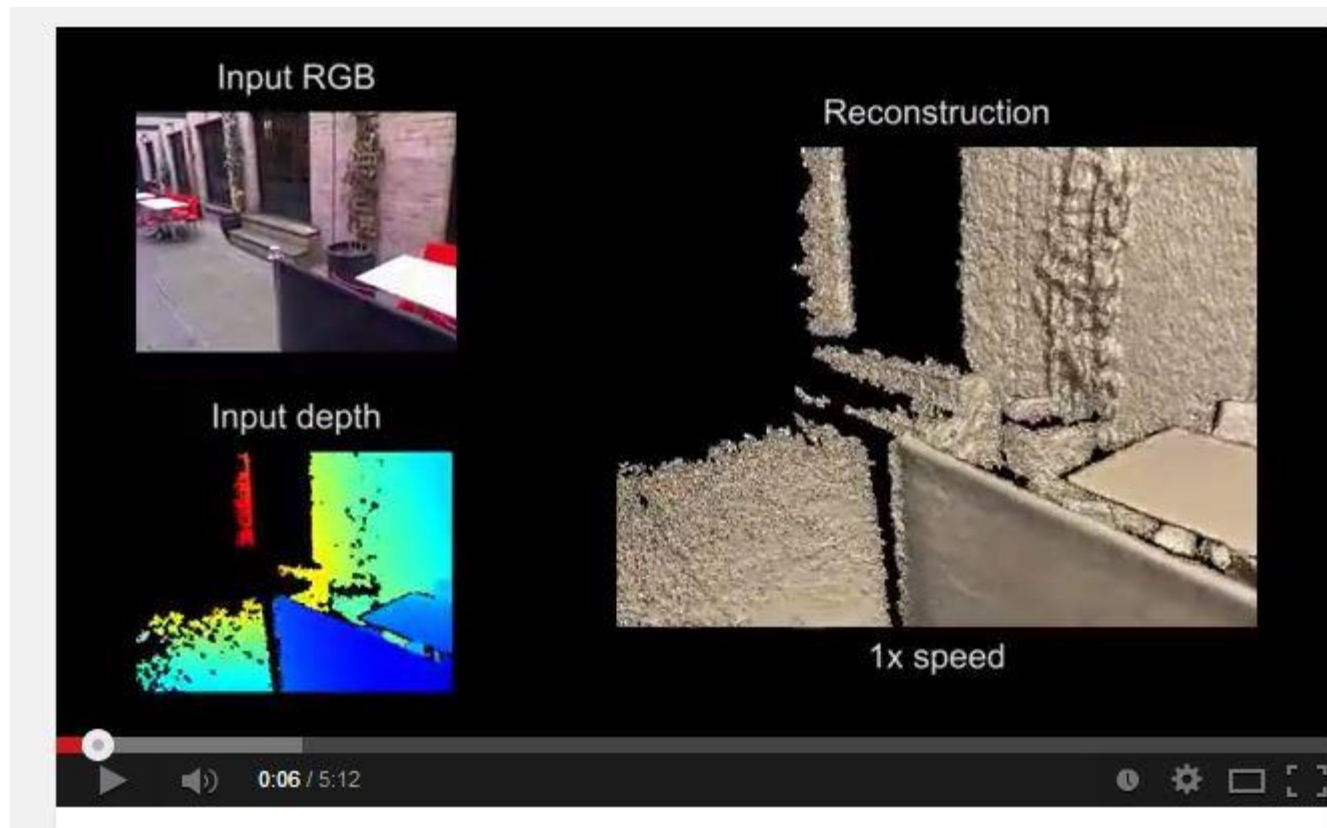 Input RGB
Reconstruction
Input depth
1x speed
0:06 / 5:12